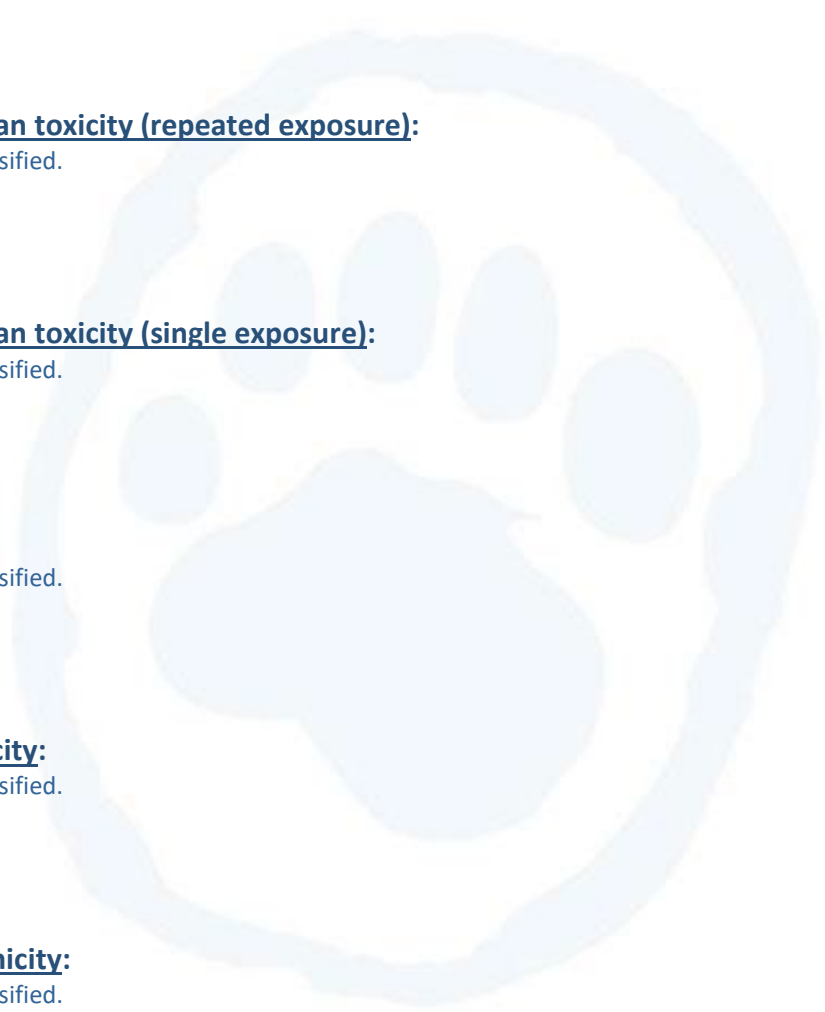 an toxicity (repeated exposure):
sified.
an toxicity (single exposure):
sified.
sified.
city:
sified.
nicity:
sified.